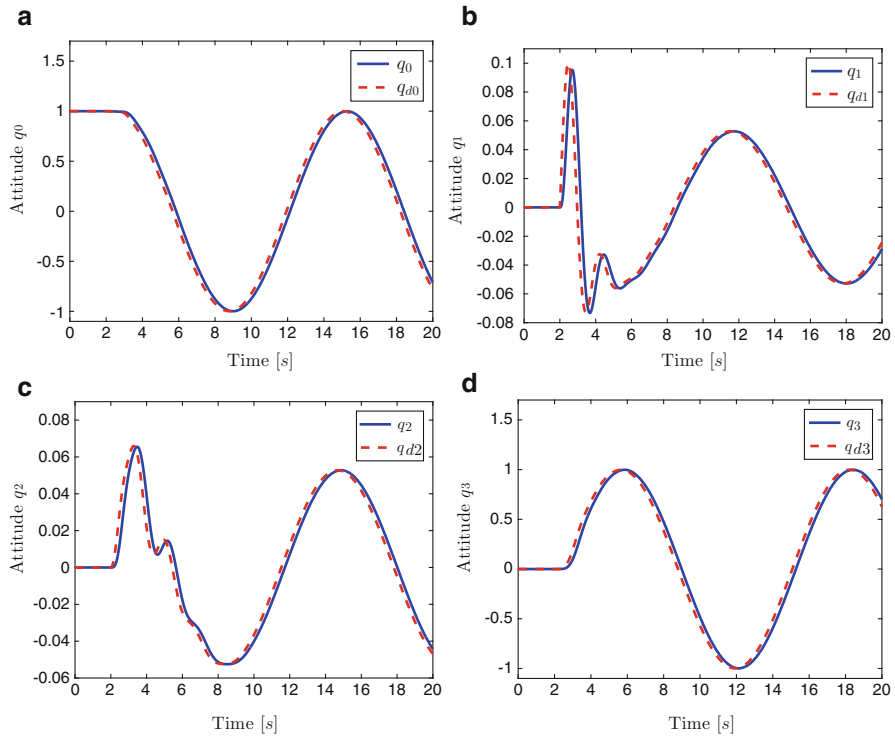 a
1.5
1
0.5
0
-0.5
-1
0 2 4 6 8 10 12 14 16 18 20
Attitude q0
Time [s]
q0
qd0
b
0.1
0.08
0.06
0.04
0.02
0
-0.02
-0.04
-0.06
-0.08
0 2 4 6 8 10 12 14 16 18 20
Attitude q1
Time [s]
q1
qd1
c
0.08
0.06
0.04
0.02
0
-0.02
-0.04
-0.06
0 2 4 6 8 10 12 14 16 18 20
Attitude q2
Time [s]
q2
qd2
d
1.5
1
0.5
0
-0.5
-1
0 2 4 6 8 10 12 14 16 18 20
Attitude q3
Time [s]
q3
qd3